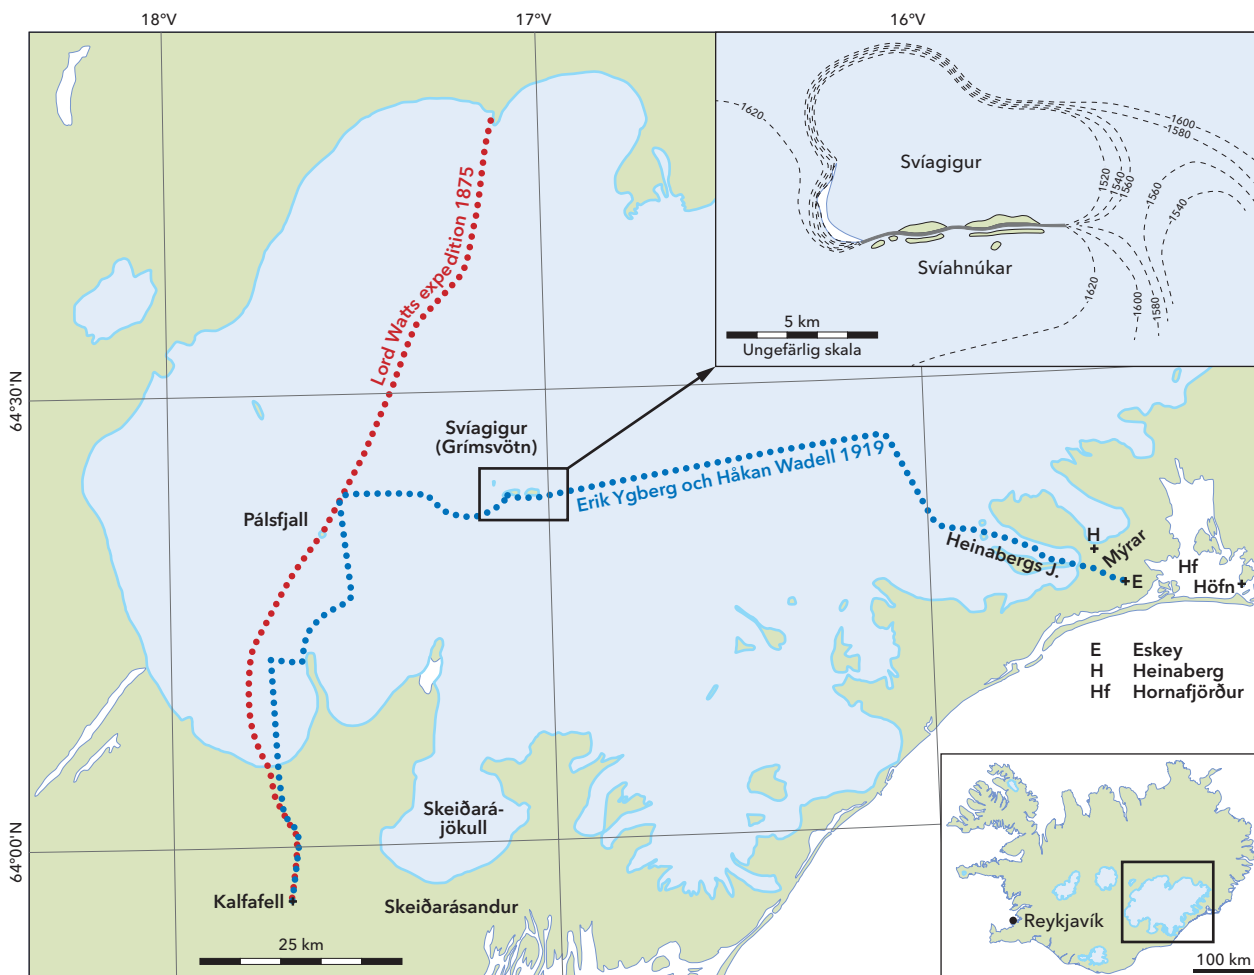 18°V
17°V
16°V
64°30'N
64°00'N
Lord Watts expedition 1875
Svíagigur
(Grímsvötn)
Pálsfjall
Erik Ygberg och Håkan Wadell 1919
Heinabergs J.
H
Mýrar
E
Hf
Höfn
E Eskey
H Heinaberg
Hf Hornafjörður
Skeiðará-
jökull
Kalfafell
Skeiðarásandur
25 km
1620
Svíagigur
1600
1580
1520
1540
1560
1560
1540
Svíahnúkar
1620
1600
1580
1560
5 km
Ungefärlig skala
Reykjavík
100 km